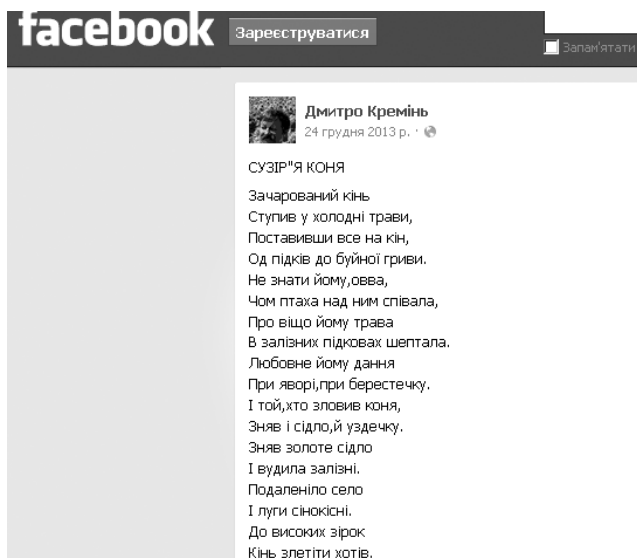 facebook
Зареєструватися
Запам'ятати
Дмитро Кремінь
24 грудня 2013 р. ·
СУЗІР"Я КОНЯ
Зачарований кінь
Ступив у холодні трави,
Поставивши все на кін,
Од підків до буйної гриви.
Не знати йому,овва,
Чом птаха над ним співала,
Про віщо йому трава
В залізних підковах шептала.
Любовне йому дання
При яворі,при берестечку.
І той,хто зловив коня,
Зняв і сідло,й уздечку.
Зняв золоте сідло
І вудила залізні.
Подаленіло село
І луги сінокісні.
До високих зірок
Кінь злетіти хотів.